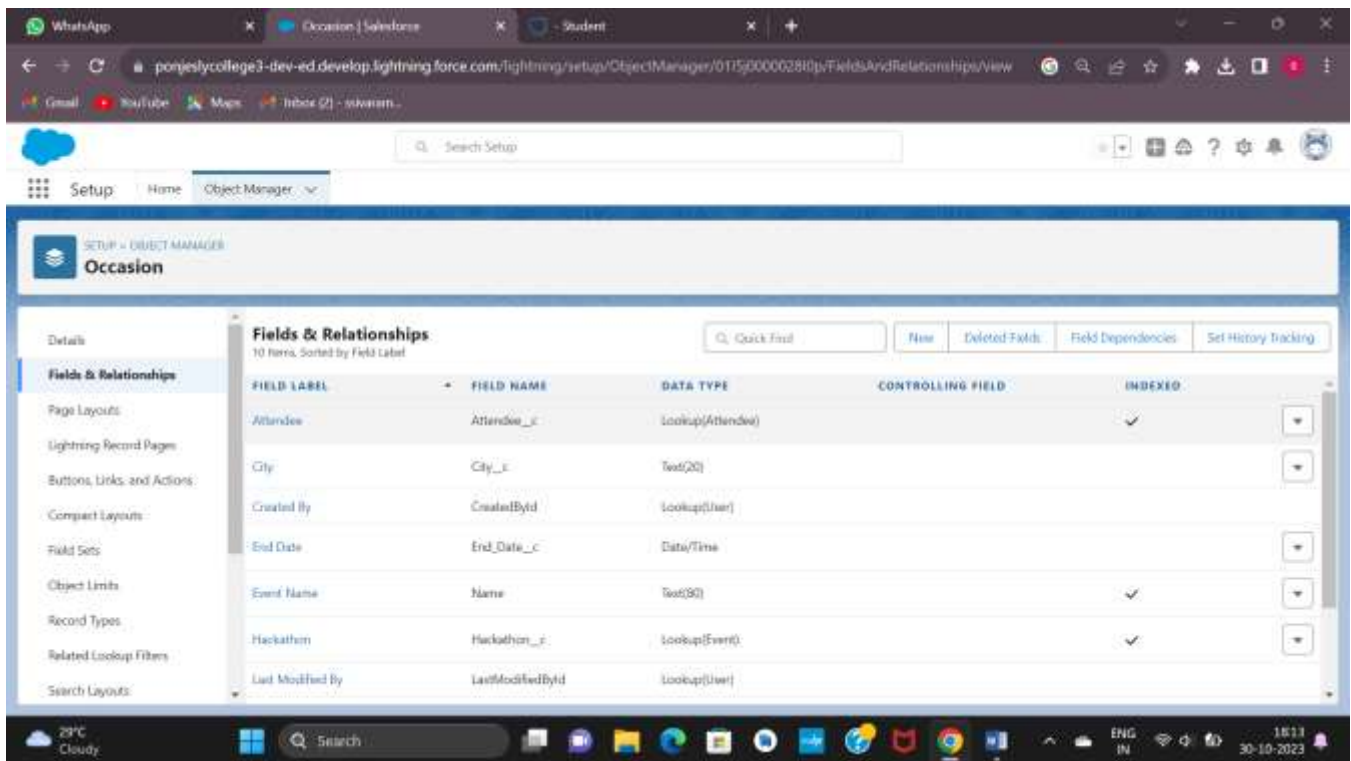 WhatsApp
Occasion | Salesforce
- Student
ponjeslycollege3-dev-ed.develop.lightning.force.com/lightning/setup/ObjectManager/
/FieldsAndRelationships/view
Gmail
YouTube
Maps
Inbox (2) -
Search Setup
Setup
Home
Object Manager
SETUP > OBJECT MANAGER
Occasion
Details
Fields & Relationships
Page Layouts
Lightning Record Pages
Buttons, Links, and Actions
Compact Layouts
Field Sets
Object Limits
Record Types
Related Lookup Filters
Search Layouts
Fields & Relationships
10 Items, Sorted by Field Label
Quick Find
New
Deleted Fields
Field Dependencies
Set History Tracking
FIELD LABEL FIELD NAME DATA TYPE CONTROLLING FIELD INDEXED
Attendee Attendee__c Lookup(Attendee)
City City__c Text(20)
Created By CreatedById Lookup(User)
End Date End_Date__c Date/Time
Event Name Name Text(80)
Hackathon Hackathon__c Lookup(Event)
Last Modified By LastModifiedById Lookup(User)
29°C
Cloudy
Search
ENG
IN
18:13
30-10-2023